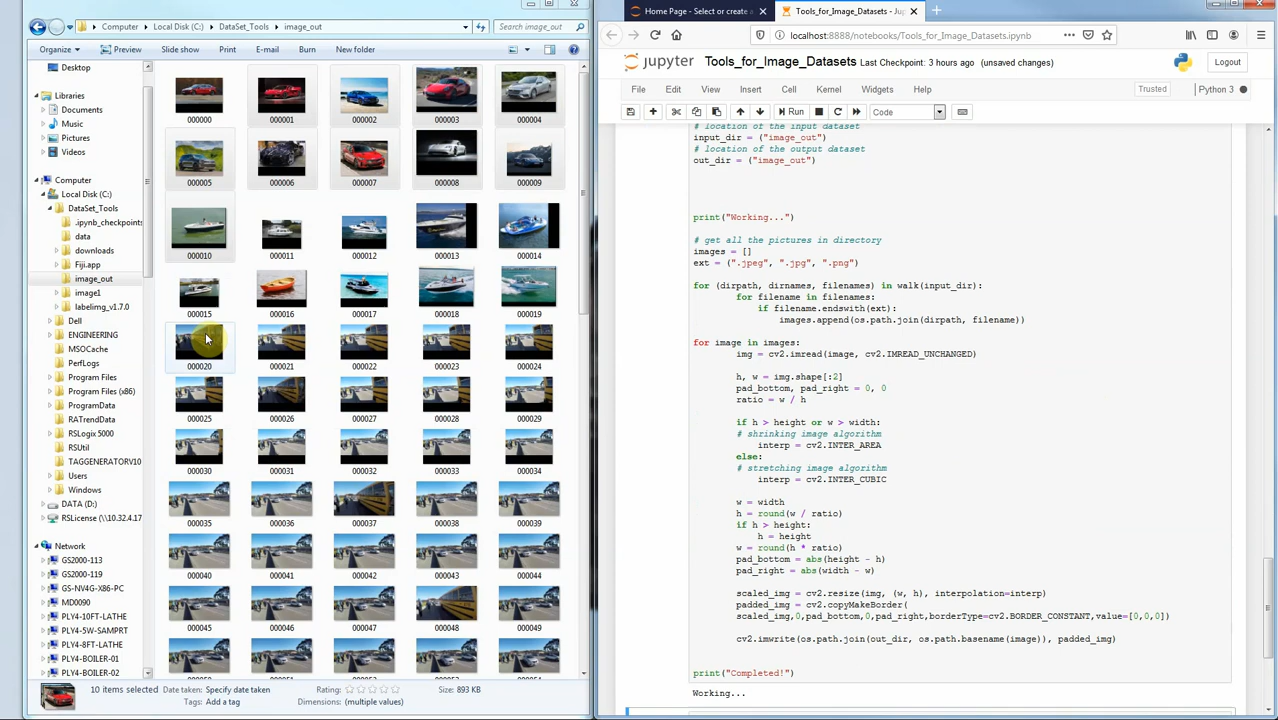 Computer ▸ Local Disk (C:) ▸ DataSet_Tools ▸ image_out
Search image_out
Organize Preview Slide show Print E-mail Burn New folder
Desktop
Libraries
Documents
Music
Pictures
Videos
Computer
Local Disk (C:)
DataSet_Tools
.ipynb_checkpoints
data
downloads
Fiji.app
image_out
image1
labelimg_v1.7.0
Dell
ENGINEERING
MSOCache
PerfLogs
Program Files
Program Files (x86)
ProgramData
RATrendData
RSLogix 5000
RSUtil
TAGGENERATORV10
Users
Windows
DATA (D:)
RSLicense (\\10.32.4.17
Network
GS2000-113
GS2000-119
GS-NV4G-X86-PC
MD0090
PLY4-10FT-LATHE
PLY4-5W-SAMPRT
PLY4-8FT-LATHE
PLY4-BOILER-01
PLY4-BOILER-02
000000 000001 000002 000003 000004
000005 000006 000007 000008 000009
000010 000011 000012 000013 000014
000015 000016 000017 000018 000019
000020 000021 000022 000023 000024
000025 000026 000027 000028 000029
000030 000031 000032 000033 000034
000035 000036 000037 000038 000039
000040 000041 000042 000043 000044
000045 000046 000047 000048 000049
10 items selected Date taken: Specify date taken Rating: Size: 893 KB
Tags: Add a tag Dimensions: (multiple values)
Home Page - Select or create a
Tools_for_Image_Datasets - Jup
localhost:8888/notebooks/Tools_for_Image_Datasets.ipynb
jupyter Tools_for_Image_Datasets Last Checkpoint: 3 hours ago (unsaved changes) Logout
File Edit View Insert Cell Kernel Widgets Help Trusted Python 3
Run Code
# location of the input dataset
input_dir = ("image_out")
# location of the output dataset
out_dir = ("image_out")
print("Working...")
# get all the pictures in directory
images = []
ext = (".jpeg", ".jpg", ".png")
for (dirpath, dirnames, filenames) in walk(input_dir):
for filename in filenames:
if filename.endswith(ext):
images.append(os.path.join(dirpath, filename))
for image in images:
img = cv2.imread(image, cv2.IMREAD_UNCHANGED)
h, w = img.shape[:2]
pad_bottom, pad_right = 0, 0
ratio = w / h
if h > height or w > width:
# shrinking image algorithm
interp = cv2.INTER_AREA
else:
# stretching image algorithm
interp = cv2.INTER_CUBIC
w = width
h = round(w / ratio)
if h > height:
h = height
w = round(h * ratio)
pad_bottom = abs(height - h)
pad_right = abs(width - w)
scaled_img = cv2.resize(img, (w, h), interpolation=interp)
padded_img = cv2.copyMakeBorder(
scaled_img,0,pad_bottom,0,pad_right,borderType=cv2.BORDER_CONSTANT,value=[0,0,0])
cv2.imwrite(os.path.join(out_dir, os.path.basename(image)), padded_img)
print("Completed!")
Working...